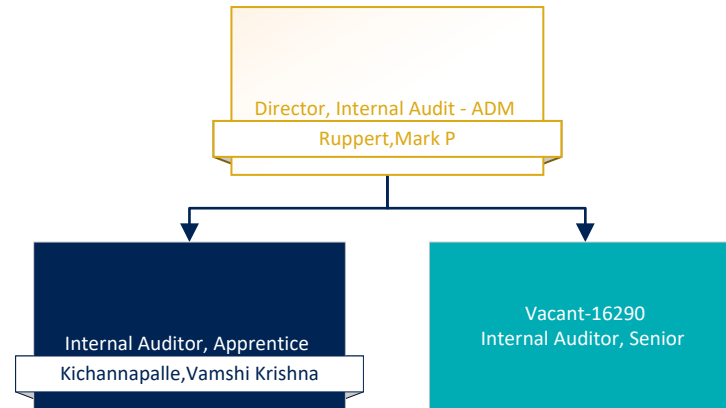 Director, Internal Audit - ADM
Ruppert,Mark P
Internal Auditor, Apprentice
Kichannapalle,Vamshi Krishna
Vacant-16290
Internal Auditor, Senior